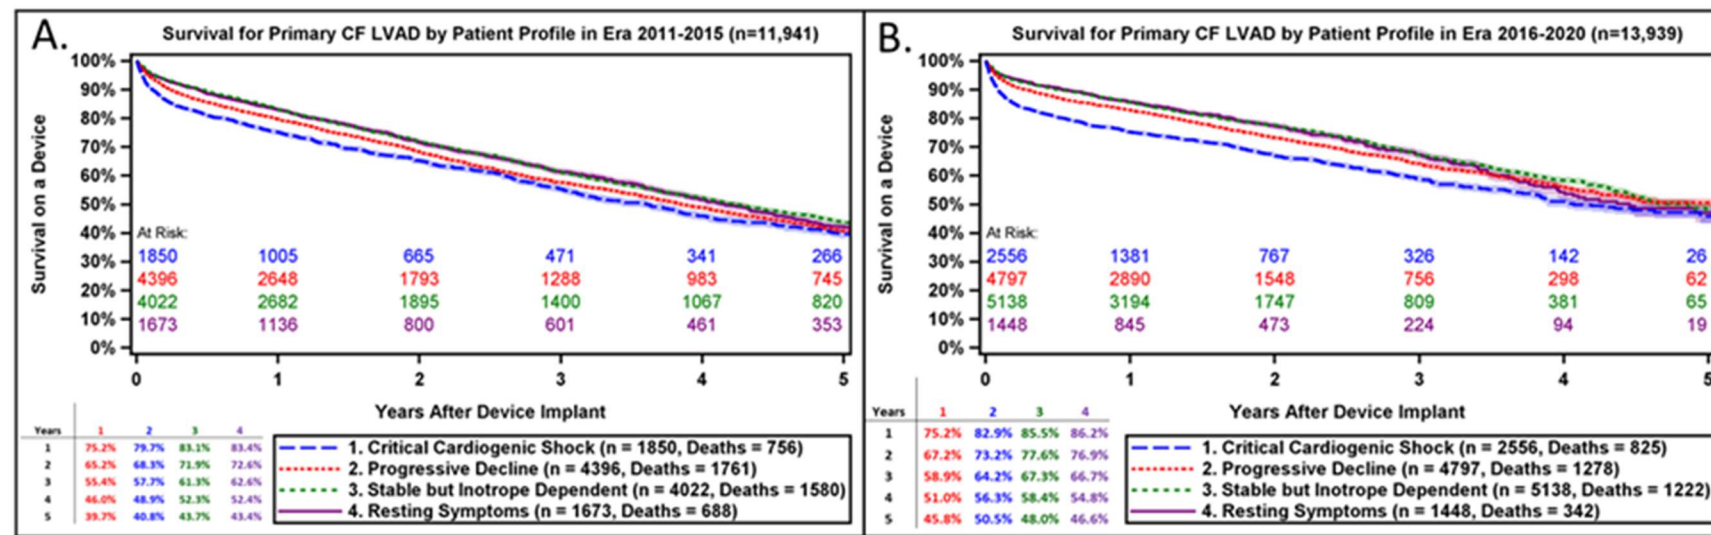 A.
Survival for Primary CF LVAD by Patient Profile in Era 2011-2015 (n=11,941)
Survival on a Device
100%
90%
80%
70%
60%
50%
40%
30%
20%
10%
0%
At Risk:
1850 1005 665 471 341 266
4396 2648 1793 1288 983 745
4022 2682 1895 1400 1067 820
1673 1136 800 601 461 353
0 1 2 3 4 5
Years After Device Implant
Years 1 2 3 4
1 75.2% 79.7% 83.1% 83.4%
2 65.2% 68.3% 71.9% 72.6%
3 55.4% 57.7% 61.3% 62.6%
4 46.0% 48.9% 52.3% 52.4%
5 39.7% 40.8% 43.7% 43.4%
1. Critical Cardiogenic Shock (n = 1850, Deaths = 756)
2. Progressive Decline (n = 4396, Deaths = 1761)
3. Stable but Inotrope Dependent (n = 4022, Deaths = 1580)
4. Resting Symptoms (n = 1673, Deaths = 688)
B.
Survival for Primary CF LVAD by Patient Profile in Era 2016-2020 (n=13,939)
Survival on a Device
100%
90%
80%
70%
60%
50%
40%
30%
20%
10%
0%
At Risk:
2556 1381 767 326 142 26
4797 2890 1548 756 298 62
5138 3194 1747 809 381 65
1448 845 473 224 94 19
0 1 2 3 4 5
Years After Device Implant
Years 1 2 3 4
1 75.2% 82.9% 85.5% 86.2%
2 67.2% 73.2% 77.6% 76.9%
3 58.9% 64.2% 67.3% 66.7%
4 51.0% 56.3% 58.4% 54.8%
5 45.8% 50.5% 48.0% 46.6%
1. Critical Cardiogenic Shock (n = 2556, Deaths = 825)
2. Progressive Decline (n = 4797, Deaths = 1278)
3. Stable but Inotrope Dependent (n = 5138, Deaths = 1222)
4. Resting Symptoms (n = 1448, Deaths = 342)